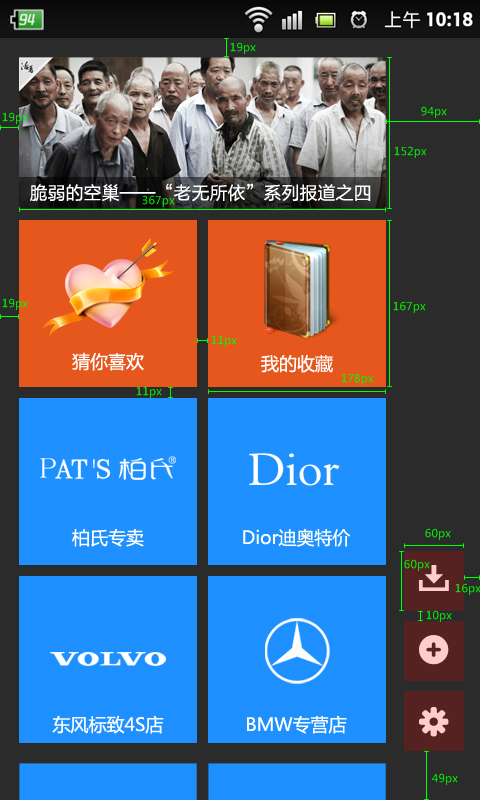 94
上午 10:18
19px
19px
94px
152px
脆弱的空巢——“老无所依”系列报道之四
367px
19px
167px
11px
猜你喜欢
我的收藏
178px
11px
PAT'S 柏氏®
Dior
柏氏专卖
Dior迪奥特价
60px
60px
16px
10px
VOLVO
东风标致4S店
BMW专营店
49px